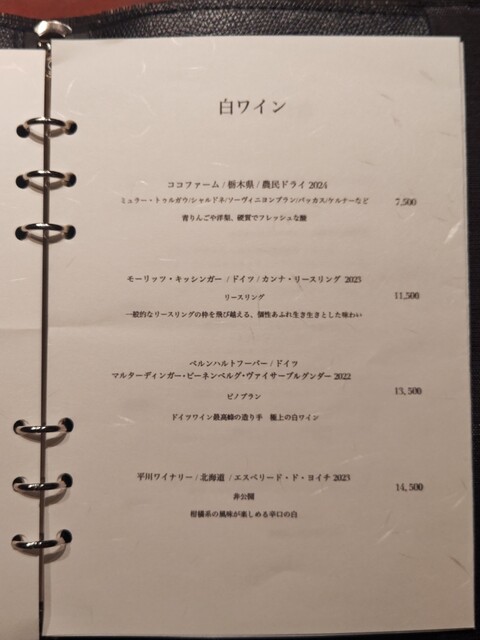 白ワイン
ココファーム / 栃木県 / 農民ドライ 2024
ミュラー・トゥルガウ/シャルドネ/ソーヴィニヨンブラン/バッカス/ケルナーなど 7,500
青りんごや洋梨、硬質でフレッシュな酸
モーリッツ・キッシンガー / ドイツ / カンナ・リースリング 2023
リースリング 11,500
一般的なリースリングの枠を飛び越える、個性あふれ生き生きとした味わい
ベルンハルトフーバー / ドイツ
マルターディンガー・ビーネンベルグ・ヴァイサーブルグンダー 2022
13,500
ピノブラン
ドイツワイン最高峰の造り手 極上の白ワイン
平川ワイナリー / 北海道 / エスペリード・ド・ヨイチ 2023
14,500
非公開
柑橘系の風味が楽しめる辛口の白